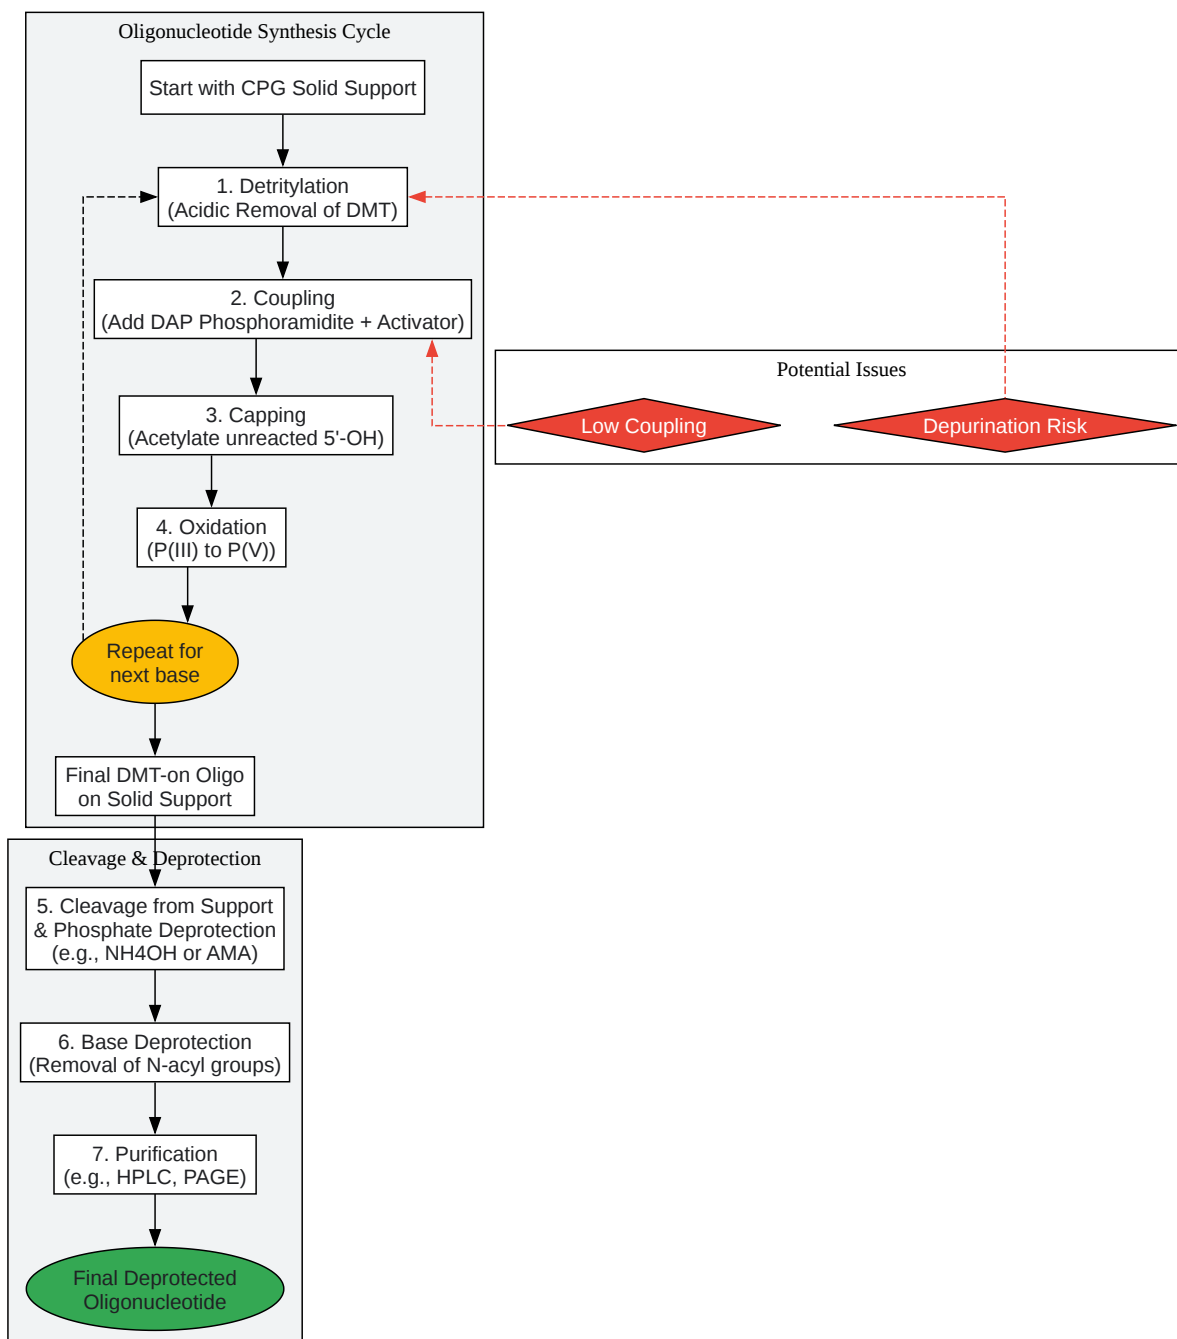 Oligonucleotide Synthesis Cycle
Start with CPG Solid Support
1. Detritylation
(Acidic Removal of DMT)
2. Coupling
(Add DAP Phosphoramidite + Activator)
3. Capping
(Acetylate unreacted 5'-OH)
4. Oxidation
(P(III) to P(V))
Repeat for
next base
Final DMT-on Oligo
on Solid Support
Potential Issues
Low Coupling
Depurination Risk
Cleavage & Deprotection
5. Cleavage from Support
& Phosphate Deprotection
(e.g., NH4OH or AMA)
6. Base Deprotection
(Removal of N-acyl groups)
7. Purification
(e.g., HPLC, PAGE)
Final Deprotected
Oligonucleotide